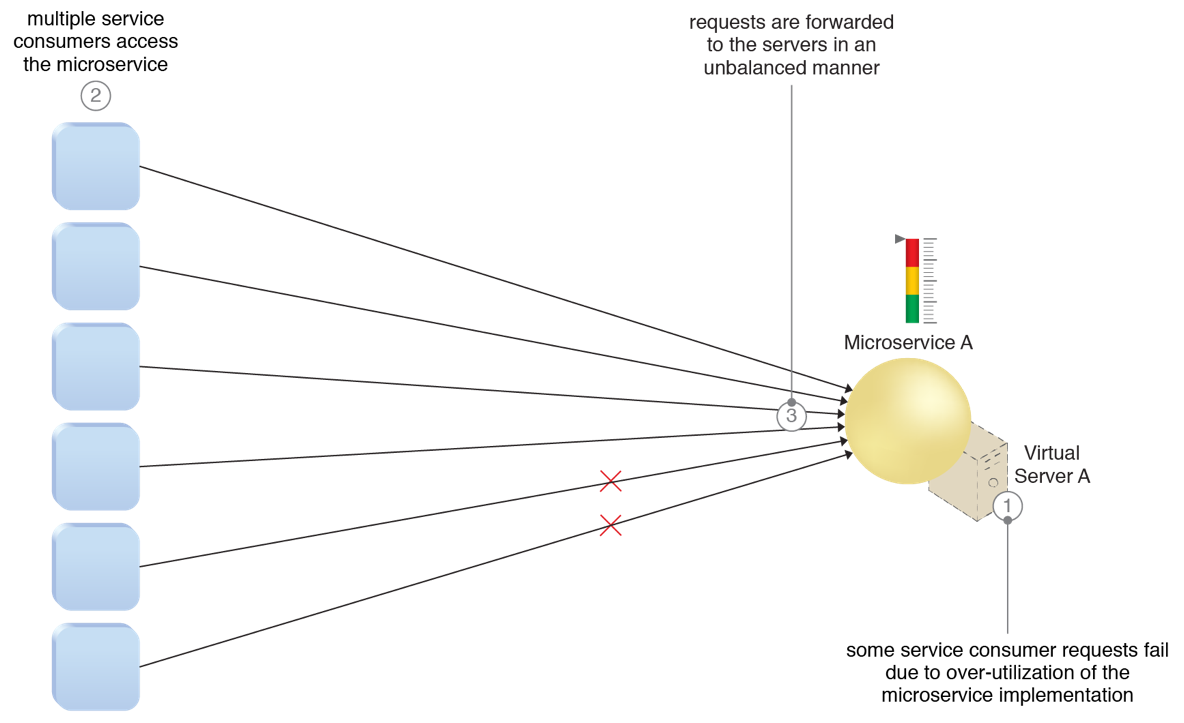 multiple service
consumers access
the microservice
2
requests are forwarded
to the servers in an
unbalanced manner
Microservice A
3
Virtual
Server A
1
some service consumer requests fail
due to over-utilization of the
microservice implementation